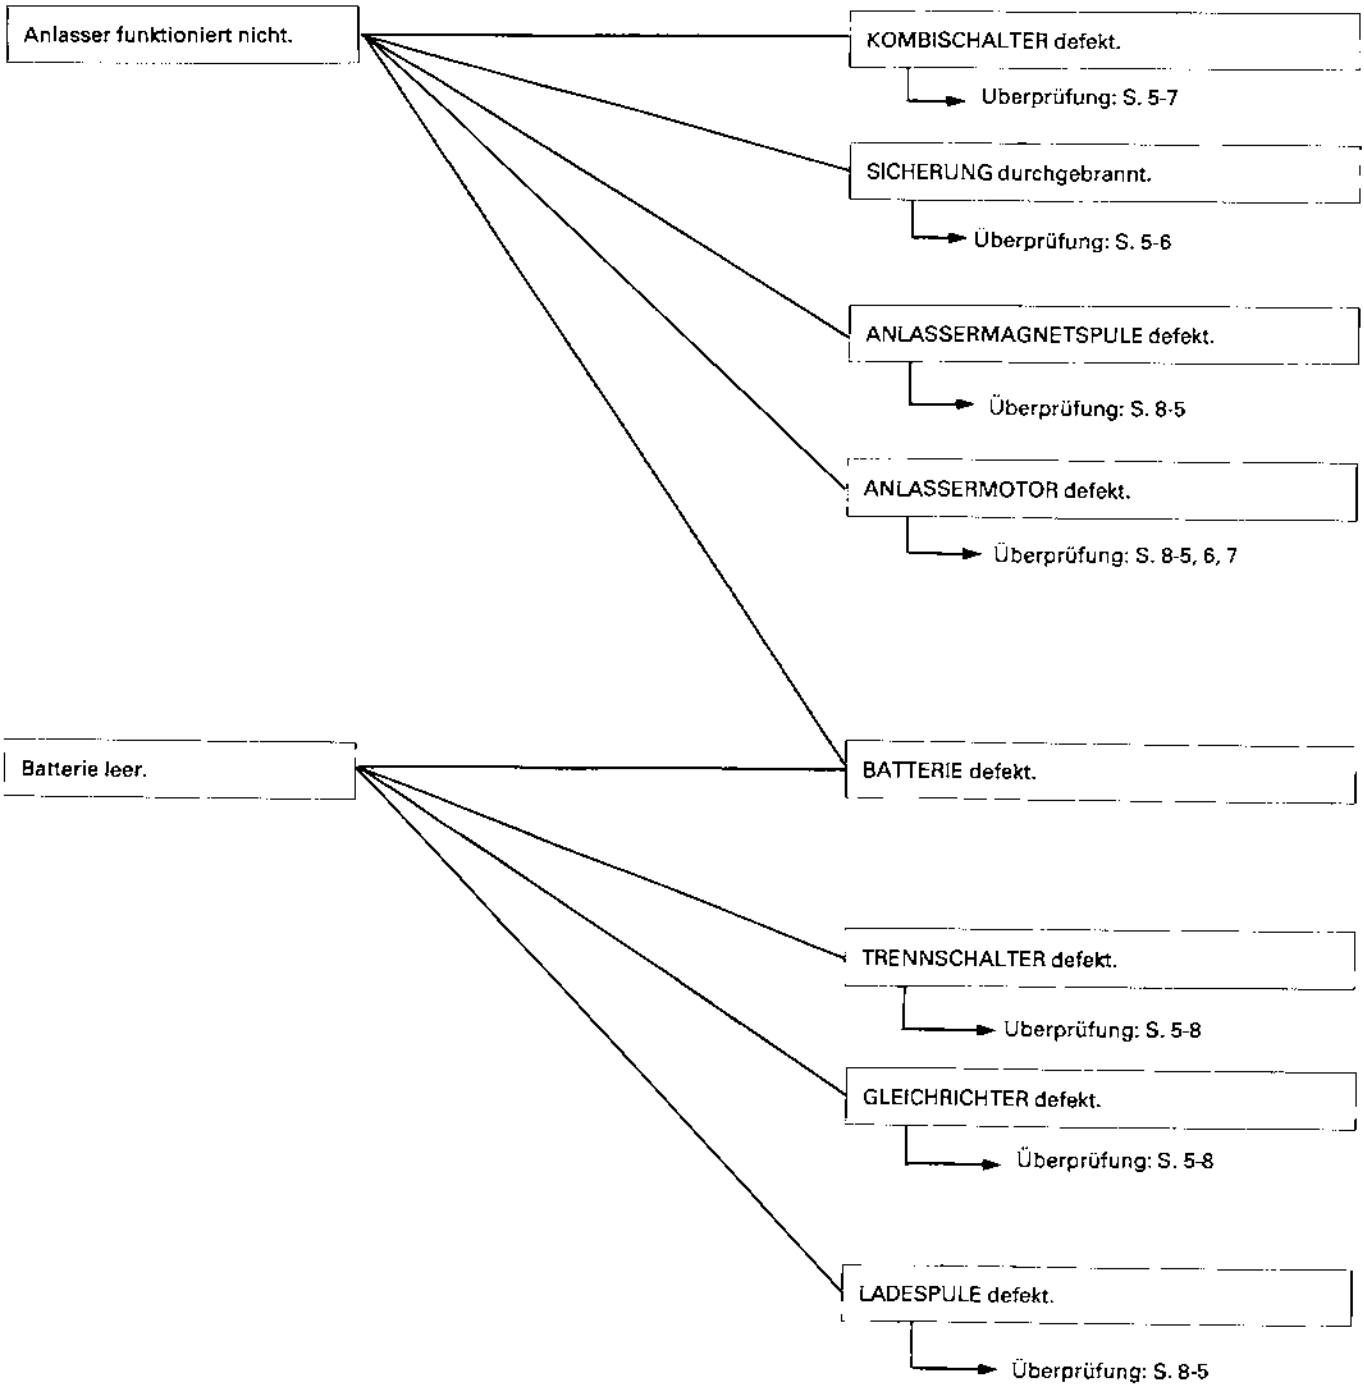 Anlasser funktioniert nicht.
KOMBISCHALTER defekt.
Uberprüfung: S. 5-7
SICHERUNG durchgebrannt.
Überprüfung: S. 5-6
ANLASSERMAGNETSPULE defekt.
Überprüfung: S. 8-5
ANLASSERMOTOR defekt.
Überprüfung: S. 8-5, 6, 7
Batterie leer.
BATTERIE defekt.
TRENNSCHALTER defekt.
Uberprüfung: S. 5-8
GLEICHRICHTER defekt.
Überprüfung: S. 5-8
LADESPULE defekt.
Überprüfung: S. 8-5